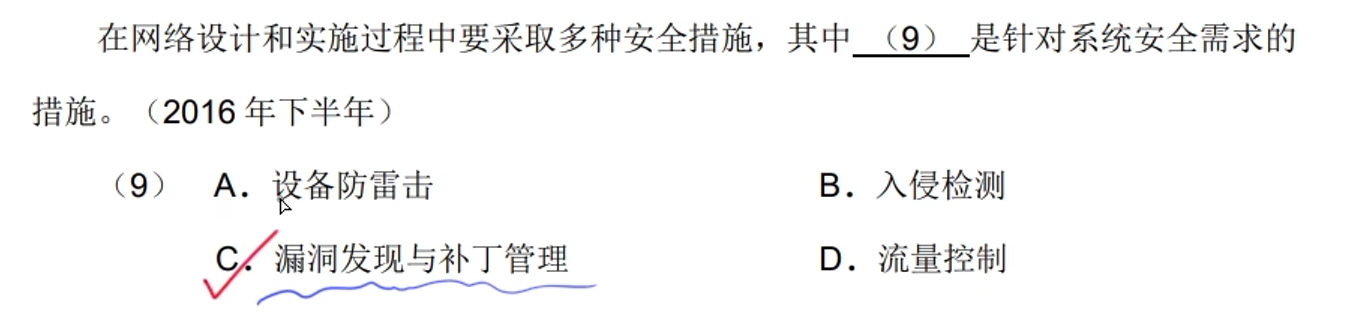 在网络设计和实施过程中要采取多种安全措施，其中（9）是针对系统安全需求的
措施。（2016 年下半年）
（9） A．设备防雷击 B．入侵检测
C．漏洞发现与补丁管理 D．流量控制